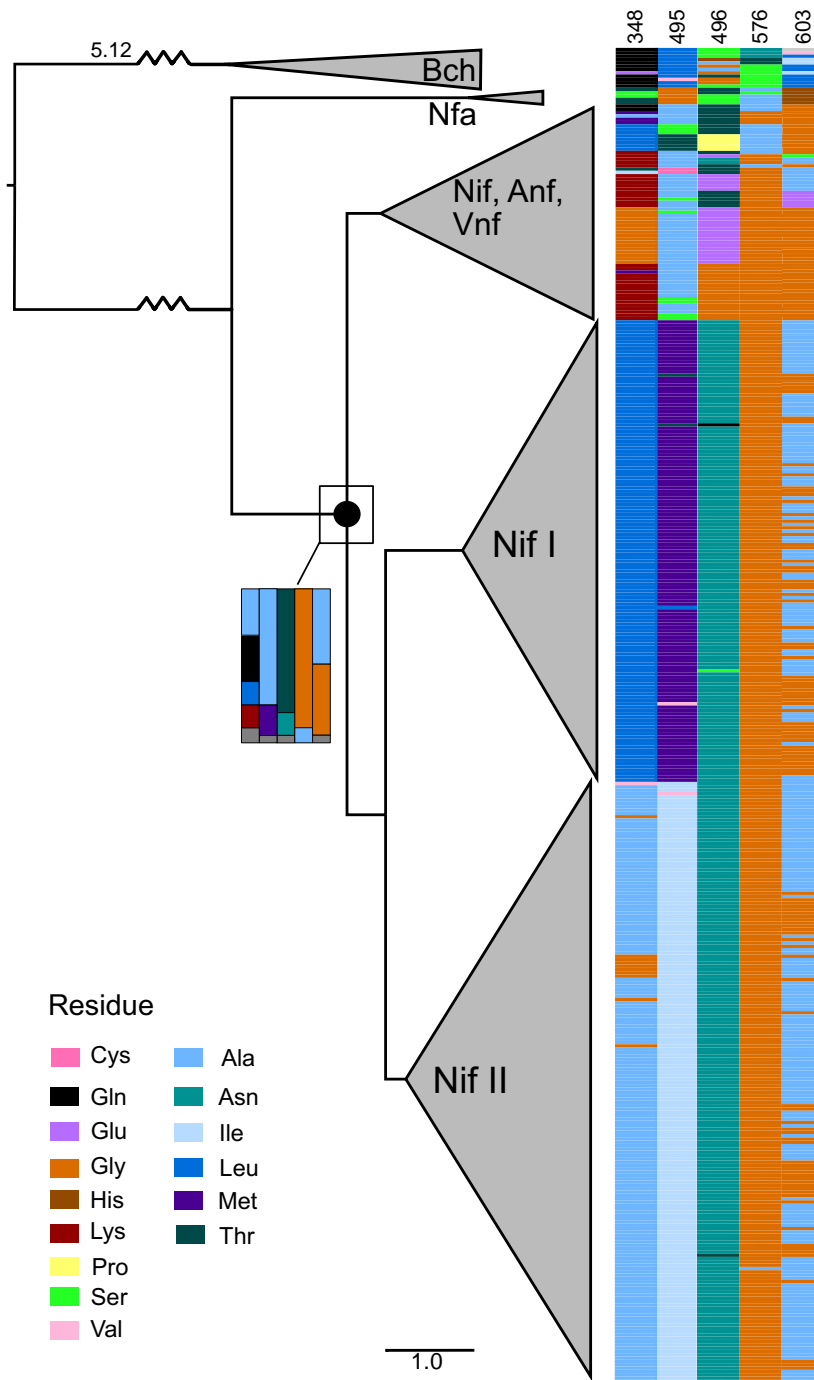 348 495 496 576 603
5.12
Bch
Nfa
Nif, Anf,
Vnf
Nif I
Nif II
Residue
Cys
Gln
Glu
Gly
His
Lys
Pro
Ser
Val
Ala
Asn
Ile
Leu
Met
Thr
1.0